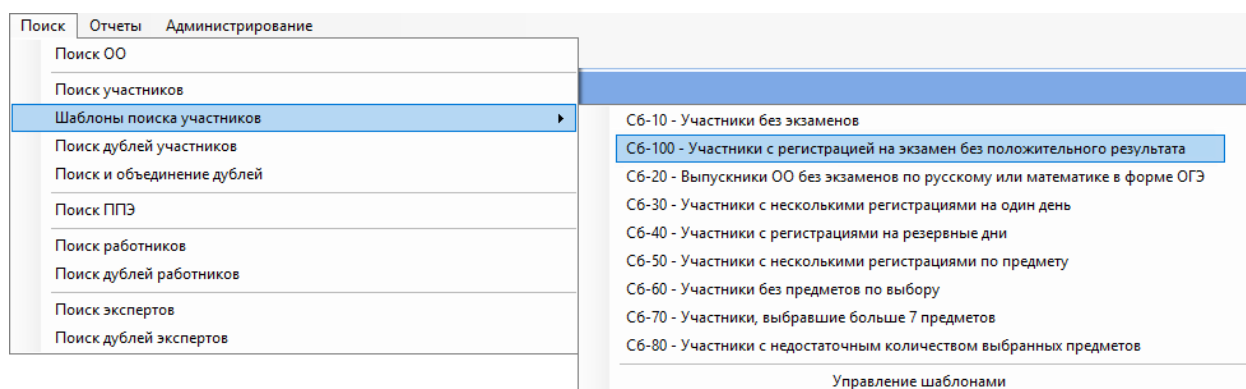 Поиск Отчеты Администрирование
Поиск ОО
Поиск участников
Шаблоны поиска участников
Поиск дублей участников
Поиск и объединение дублей
Поиск ППЭ
Поиск работников
Поиск дублей работников
Поиск экспертов
Поиск дублей экспертов
С6-10 - Участники без экзаменов
С6-100 - Участники с регистрацией на экзамен без положительного результата
С6-20 - Выпускники ОО без экзаменов по русскому или математике в форме ОГЭ
С6-30 - Участники с несколькими регистрациями на один день
С6-40 - Участники с регистрациями на резервные дни
С6-50 - Участники с несколькими регистрациями по предмету
С6-60 - Участники без предметов по выбору
С6-70 - Участники, выбравшие больше 7 предметов
С6-80 - Участники с недостаточным количеством выбранных предметов
Управление шаблонами